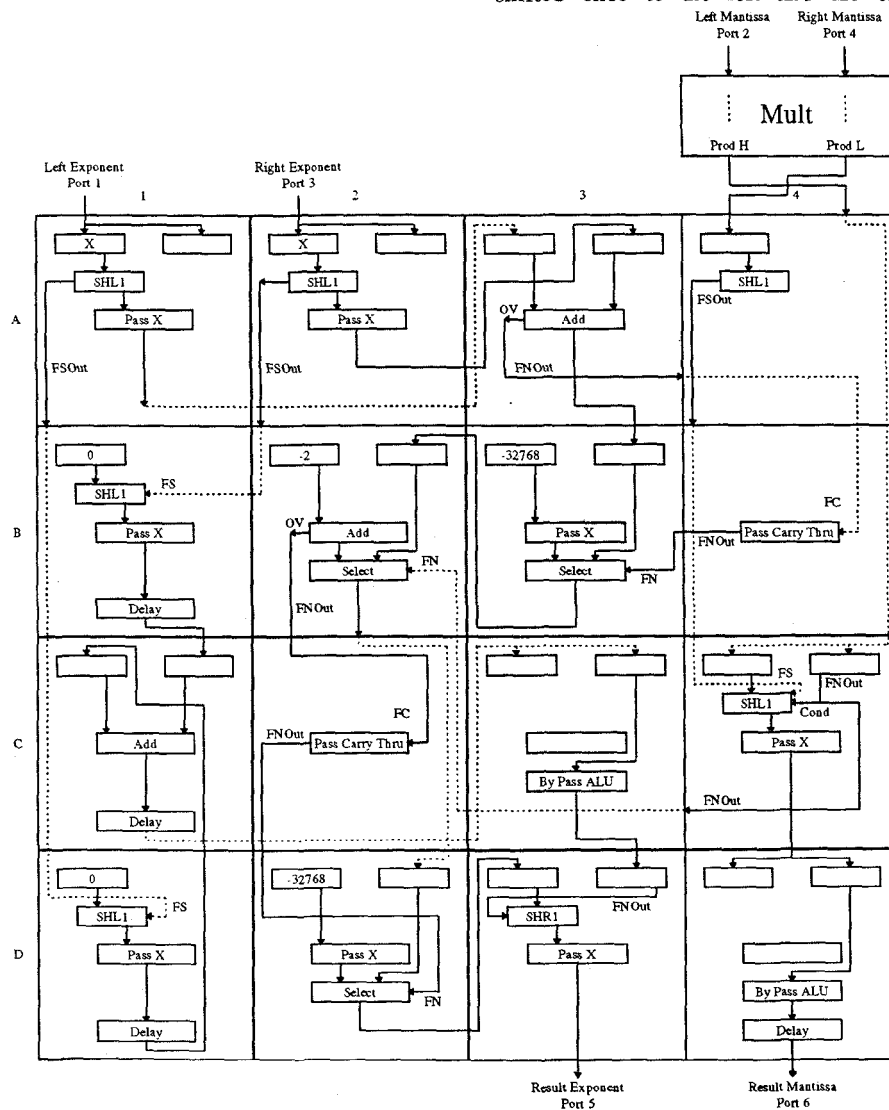 Left Mantissa Right Mantissa
Port 2 Port 4
Mult
Prod H Prod L
Left Exponent Right Exponent
Port 1 Port 3
1 2 3 4
X X
SHL1 SHL1 SHL1
FSOut
OV
A Pass X Pass X Add
FSOut FSOut FNOut
0 -2 -32768
SHL1 FS
FC
OV
B Pass X Add Pass X FNOut Pass Carry Thru
Select FN Select FN
FNOut
Delay
FS
SHL1 FNOut
Cond
FC
C Add FNOut Pass Carry Thru Pass X
By Pass ALU
FNOut
Delay
0 -32768
FS FNOut
SHL1 SHR1
D Pass X Pass X Pass X
Select FN By Pass ALU
Delay Delay
Result Exponent Result Mantissa
Port 5 Port 6